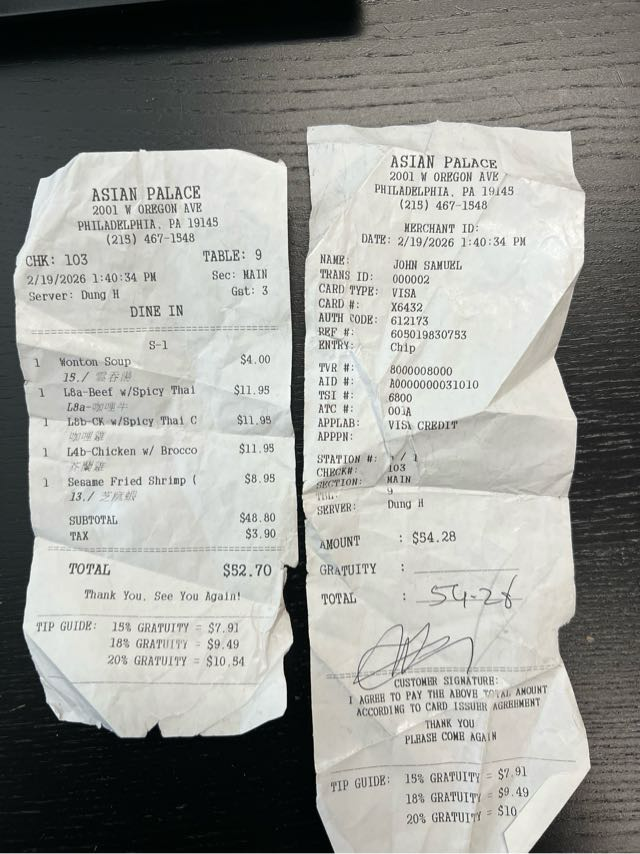 ASIAN PALACE
2001 W OREGON AVE
PHILADELPHIA, PA 19145
(215) 467-1548
CHK: 103 TABLE: 9
2/19/2026 1:40:34 PM Sec: MAIN
Server: Dung H Gst: 3
DINE IN
S-1
1 Wonton Soup $4.00
15./ 雲吞湯
1 L8a-Beef w/Spicy Thai $11.95
L8a-咖哩牛
1 L8b-CK w/Spicy Thai C $11.95
咖哩雞
1 L4b-Chicken w/ Brocco $11.95
芥蘭雞
1 Sesame Fried Shrimp ( $8.95
13./ 芝麻蝦
SUBTOTAL $48.80
TAX $3.90
TOTAL $52.70
Thank You, See You Again!
TIP GUIDE: 15% GRATUITY = $7.91
18% GRATUITY = $9.49
20% GRATUITY = $10.54
ASIAN PALACE
2001 W OREGON AVE
PHILADELPHIA, PA 19145
(215) 467-1548
MERCHANT ID:
DATE: 2/19/2026 1:40:34 PM
NAME: JOHN SAMUEL
TRANS ID: 000002
CARD TYPE: VISA
CARD #: X6432
AUTH CODE: 612173
REF #: 605019830753
ENTRY: Chip
TVR #: 8000008000
AID #: A0000000031010
TSI #: 6800
ATC #: 001A
APPLAB: VISA CREDIT
APPPN:
STATION #: / 1
CHECK#: 103
SECTION: MAIN
TBL: 9
SERVER: Dung H
AMOUNT : $54.28
GRATUITY :
TOTAL : 54.28
CUSTOMER SIGNATURE:
I AGREE TO PAY THE ABOVE TOTAL AMOUNT
ACCORDING TO CARD ISSUER AGREEMENT
THANK YOU
PLEASE COME AGAIN
TIP GUIDE: 15% GRATUITY = $7.91
18% GRATUITY = $9.49
20% GRATUITY = $10